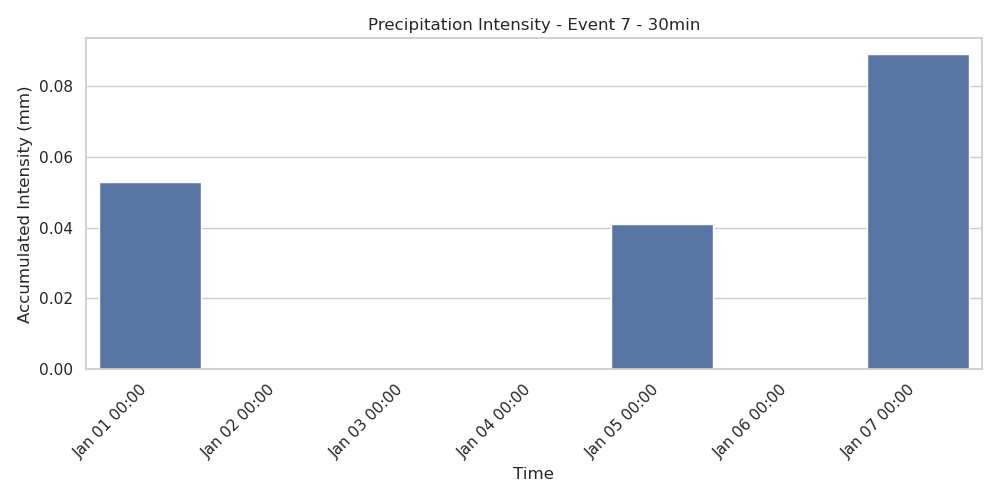 Precipitation Intensity - Event 7 - 30min
Accumulated Intensity (mm)
0.08
0.06
0.04
0.02
0.00
Jan 01 00:00
Jan 02 00:00
Jan 03 00:00
Jan 04 00:00
Jan 05 00:00
Jan 06 00:00
Jan 07 00:00
Time